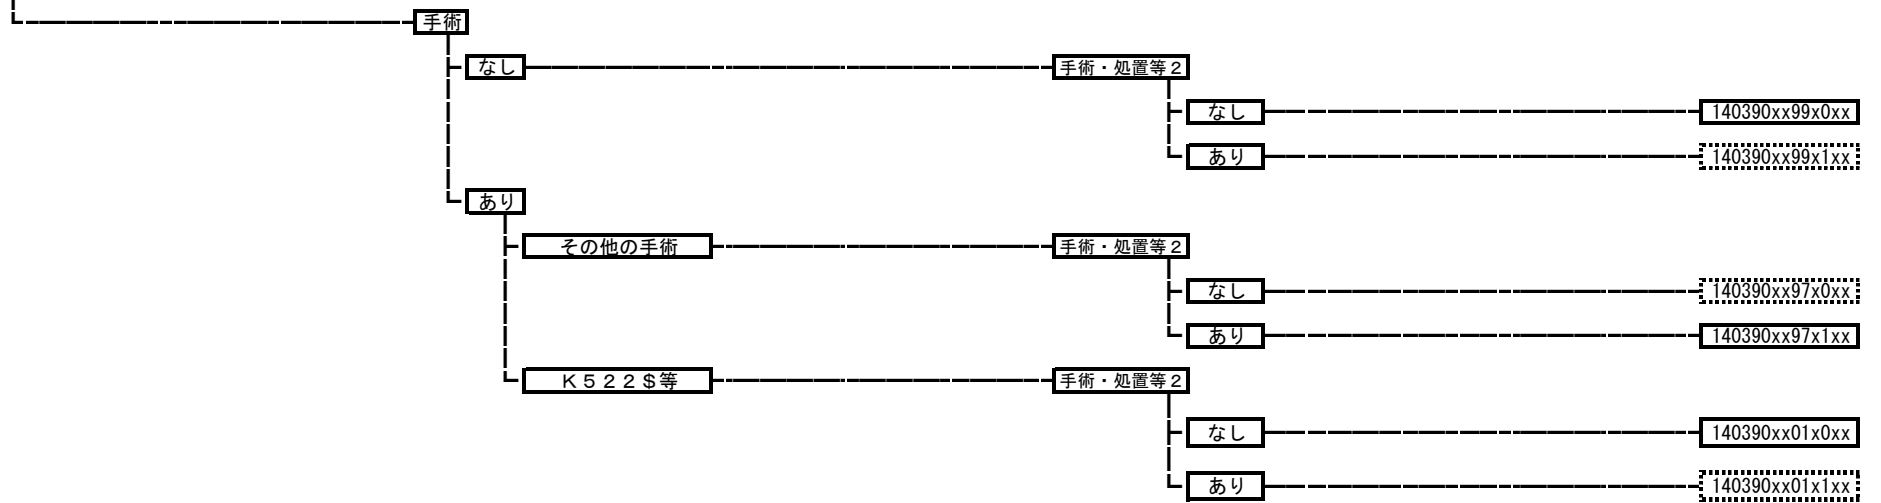 手術
なし
手術・処置等２
なし
140390xx99x0xx
あり
140390xx99x1xx
あり
その他の手術
手術・処置等２
なし
140390xx97x0xx
あり
140390xx97x1xx
Ｋ５２２＄等
手術・処置等２
なし
140390xx01x0xx
あり
140390xx01x1xx